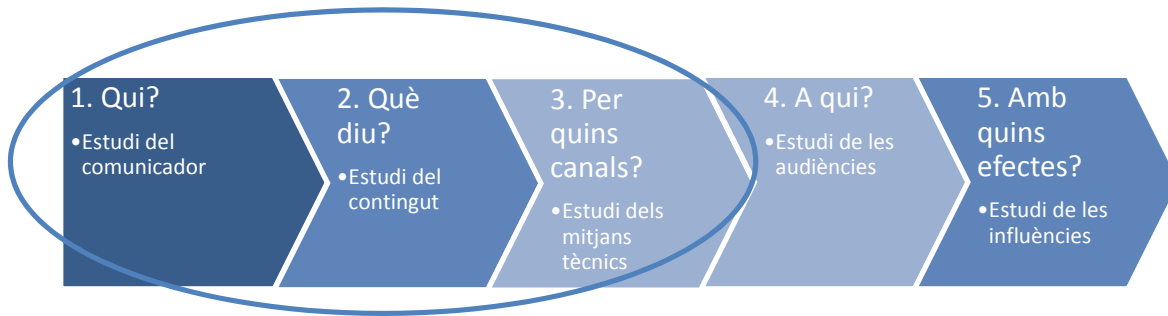 1. Qui?
•Estudi del
comunicador
2. Què
diu?
•Estudi del
contingut
3. Per
quins
canals?
•Estudi dels
mitjans
tècnics
4. A qui?
•Estudi de les
audiències
5. Amb
quins
efectes?
•Estudi de les
influències